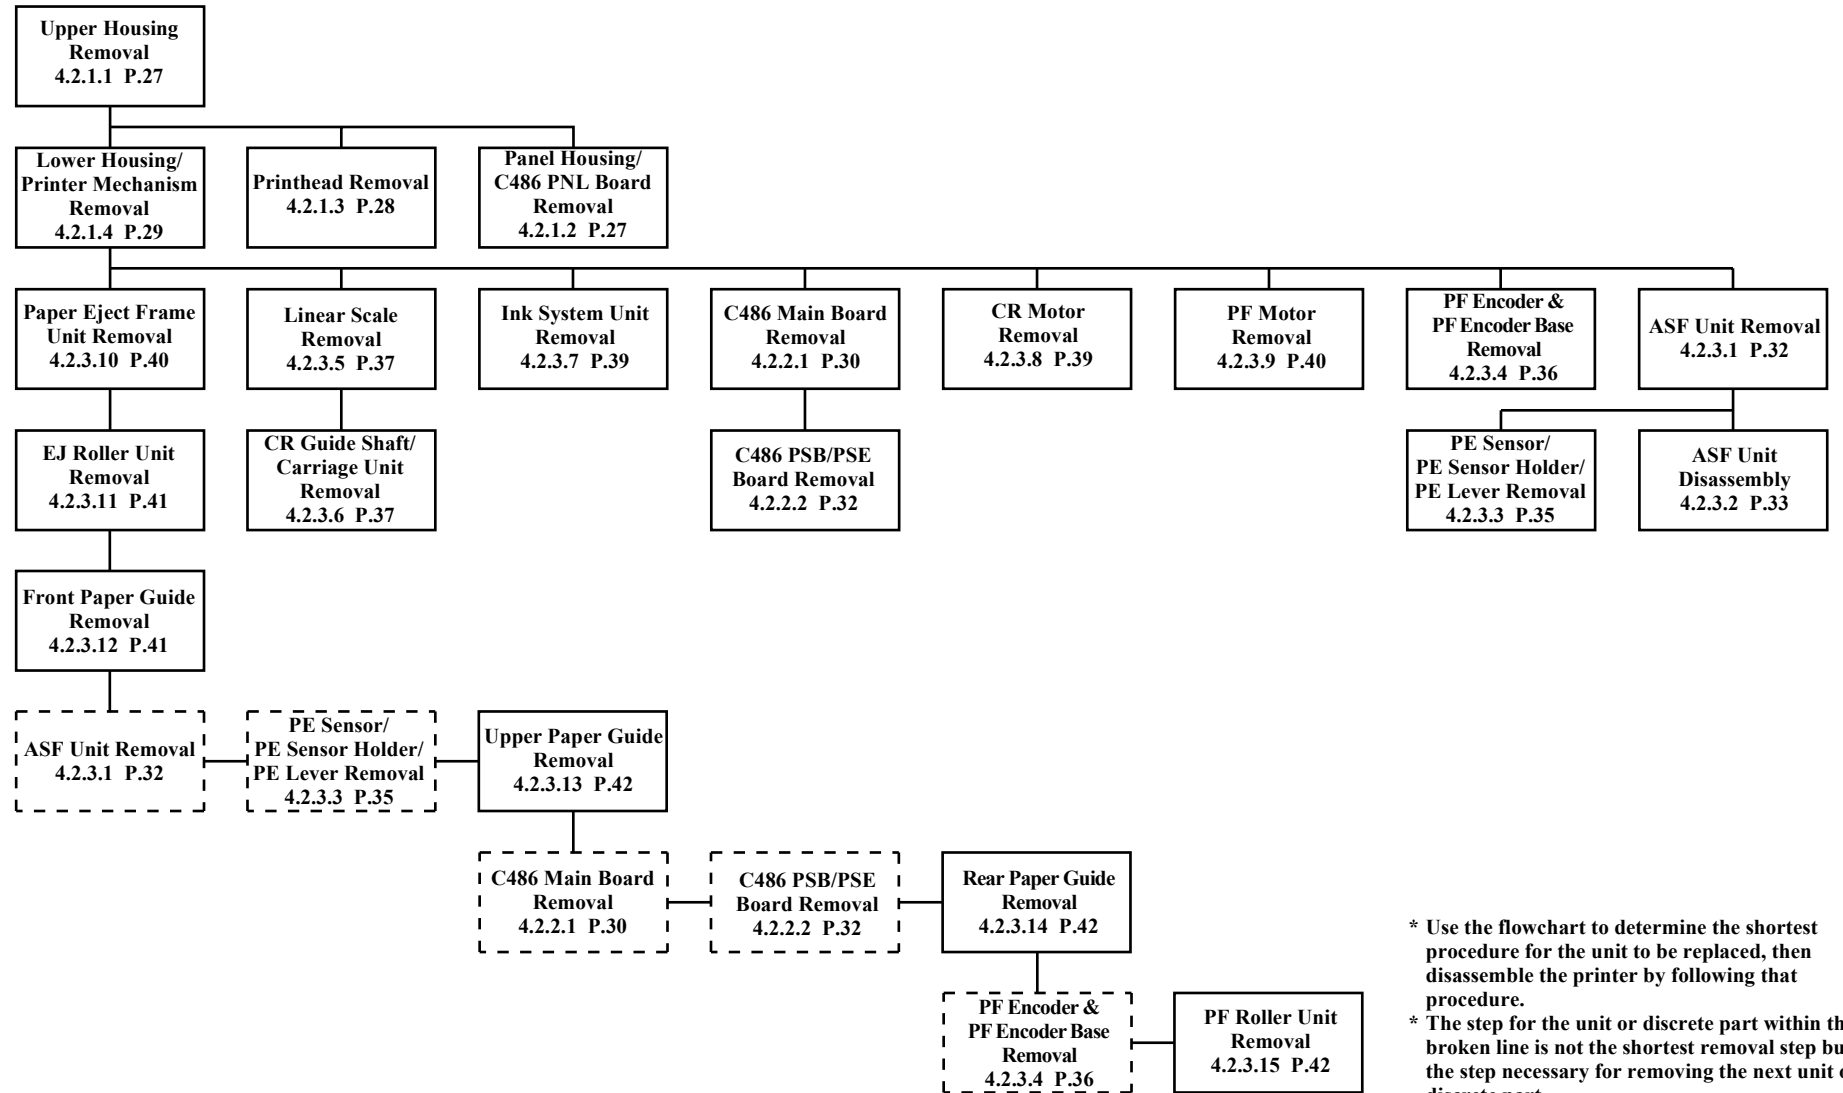 Upper Housing
Removal
4.2.1.1 P.27
Lower Housing/
Printer Mechanism
Removal
4.2.1.4 P.29
Printhead Removal
4.2.1.3 P.28
Panel Housing/
C486 PNL Board
Removal
4.2.1.2 P.27
Paper Eject Frame
Unit Removal
4.2.3.10 P.40
Linear Scale
Removal
4.2.3.5 P.37
Ink System Unit
Removal
4.2.3.7 P.39
C486 Main Board
Removal
4.2.2.1 P.30
CR Motor
Removal
4.2.3.8 P.39
PF Motor
Removal
4.2.3.9 P.40
PF Encoder &
PF Encoder Base
Removal
4.2.3.4 P.36
ASF Unit Removal
4.2.3.1 P.32
EJ Roller Unit
Removal
4.2.3.11 P.41
CR Guide Shaft/
Carriage Unit
Removal
4.2.3.6 P.37
C486 PSB/PSE
Board Removal
4.2.2.2 P.32
PE Sensor/
PE Sensor Holder/
PE Lever Removal
4.2.3.3 P.35
ASF Unit
Disassembly
4.2.3.2 P.33
Front Paper Guide
Removal
4.2.3.12 P.41
ASF Unit Removal
4.2.3.1 P.32
PE Sensor/
PE Sensor Holder/
PE Lever Removal
4.2.3.3 P.35
Upper Paper Guide
Removal
4.2.3.13 P.42
C486 Main Board
Removal
4.2.2.1 P.30
C486 PSB/PSE
Board Removal
4.2.2.2 P.32
Rear Paper Guide
Removal
4.2.3.14 P.42
PF Encoder &
PF Encoder Base
Removal
4.2.3.4 P.36
PF Roller Unit
Removal
4.2.3.15 P.42
* Use the flowchart to determine the shortest
procedure for the unit to be replaced, then
disassemble the printer by following that
procedure.
* The step for the unit or discrete part within th
broken line is not the shortest removal step bu
the step necessary for removing the next unit o